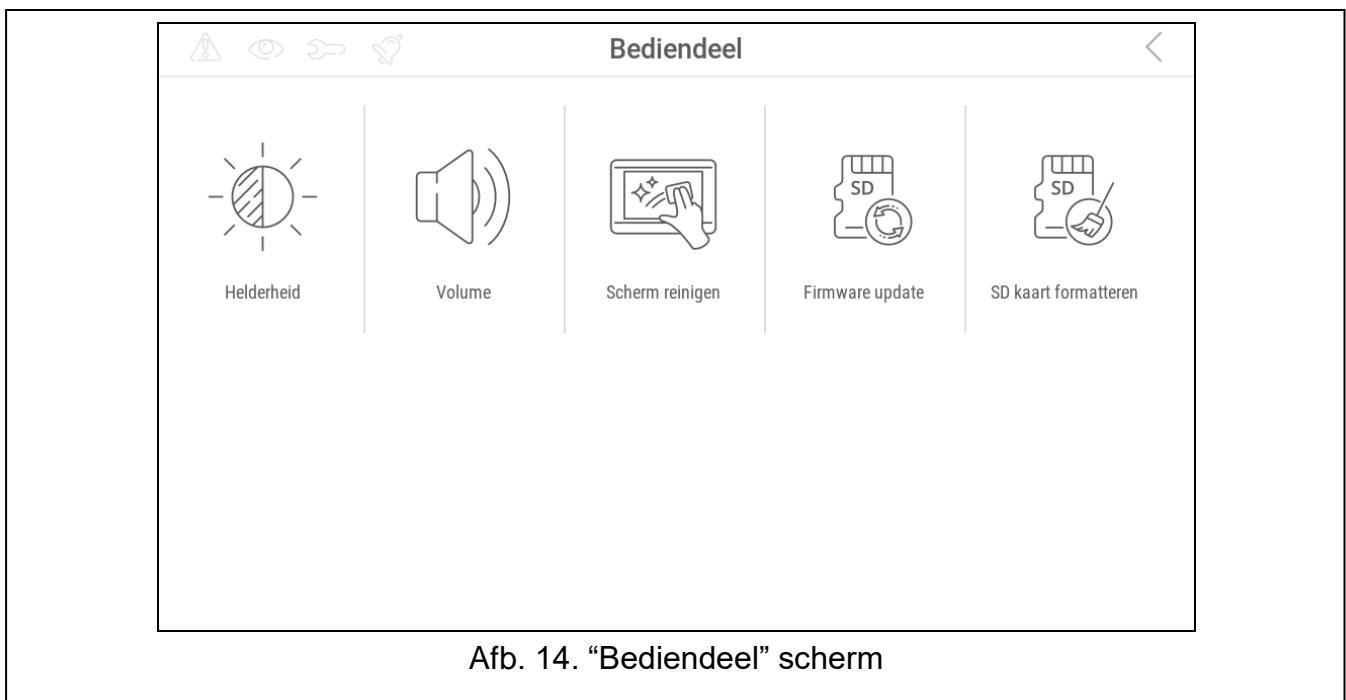 Bediendeel
SD
SD
Helderheid
Volume
Scherm reinigen
Firmware update
SD kaart formatteren
Afb. 14. “Bediendeel” scherm